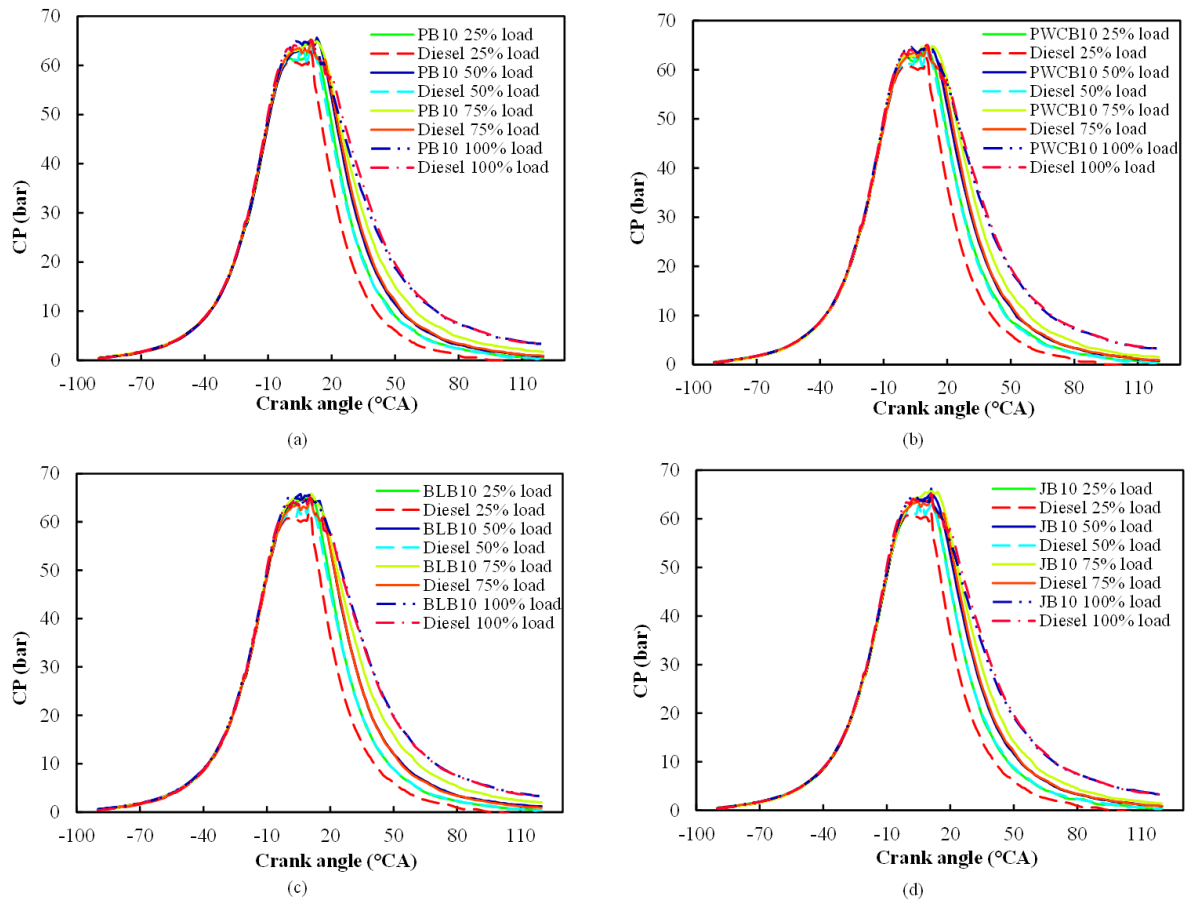 70
60
50
40
30
20
10
0
CP (bar)
PB10 25% load
Diesel 25% load
PB10 50% load
Diesel 50% load
PB10 75% load
Diesel 75% load
PB10 100% load
Diesel 100% load
-100 -70 -40 -10 20 50 80 110
Crank angle (°CA)
(a)
70
60
50
40
30
20
10
0
CP (bar)
PWCB10 25% load
Diesel 25% load
PWCB10 50% load
Diesel 50% load
PWCB10 75% load
Diesel 75% load
PWCB10 100% load
Diesel 100% load
-100 -70 -40 -10 20 50 80 110
Crank angle (°CA)
(b)
70
60
50
40
30
20
10
0
CP (bar)
BLB10 25% load
Diesel 25% load
BLB10 50% load
Diesel 50% load
BLB10 75% load
Diesel 75% load
BLB10 100% load
Diesel 100% load
-100 -70 -40 -10 20 50 80 110
Crank angle (°CA)
(c)
70
60
50
40
30
20
10
0
CP (bar)
JB10 25% load
Diesel 25% load
JB10 50% load
Diesel 50% load
JB10 75% load
Diesel 75% load
JB10 100% load
Diesel 100% load
-100 -70 -40 -10 20 50 80 110
Crank angle (°CA)
(d)